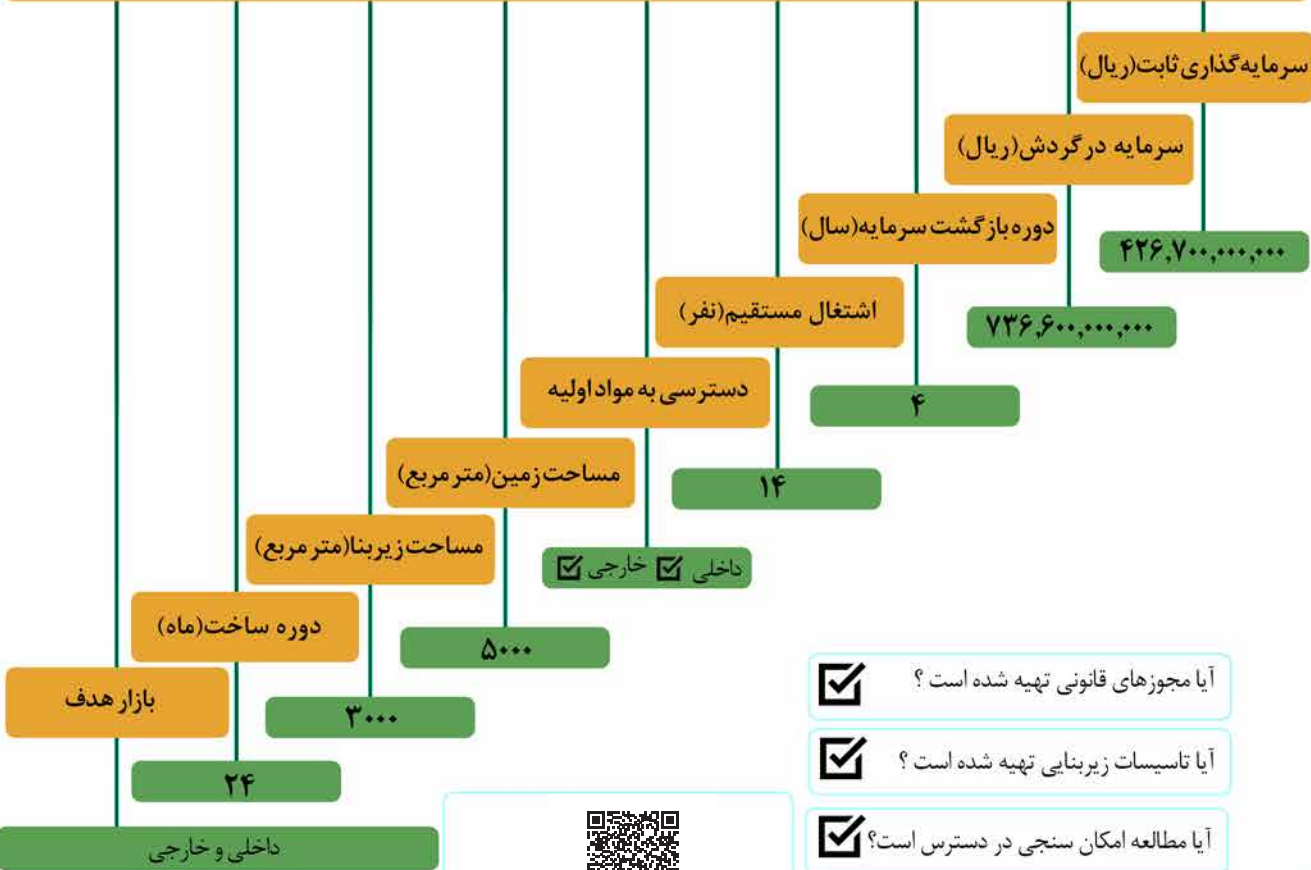 سرمایه‌گذاری ثابت(ریال)
۴۲۶,۷۰۰,۰۰۰,۰۰۰
سرمایه در گردش(ریال)
۷۳۶,۶۰۰,۰۰۰,۰۰۰
دوره بازگشت سرمایه(سال)
۴
اشتغال مستقیم(نفر)
۱۴
دسترسی به مواد اولیه
داخلی ☑ خارجی ☑
مساحت زمین(متر مربع)
۵۰۰۰
مساحت زیربنا(متر مربع)
۳۰۰۰
دوره ساخت(ماه)
۲۴
بازار هدف
داخلی و خارجی
آیا مجوزهای قانونی تهیه شده است ؟ ☑
آیا تاسیسات زیربنایی تهیه شده است ؟ ☑
آیا مطالعه امکان سنجی در دسترس است؟ ☑